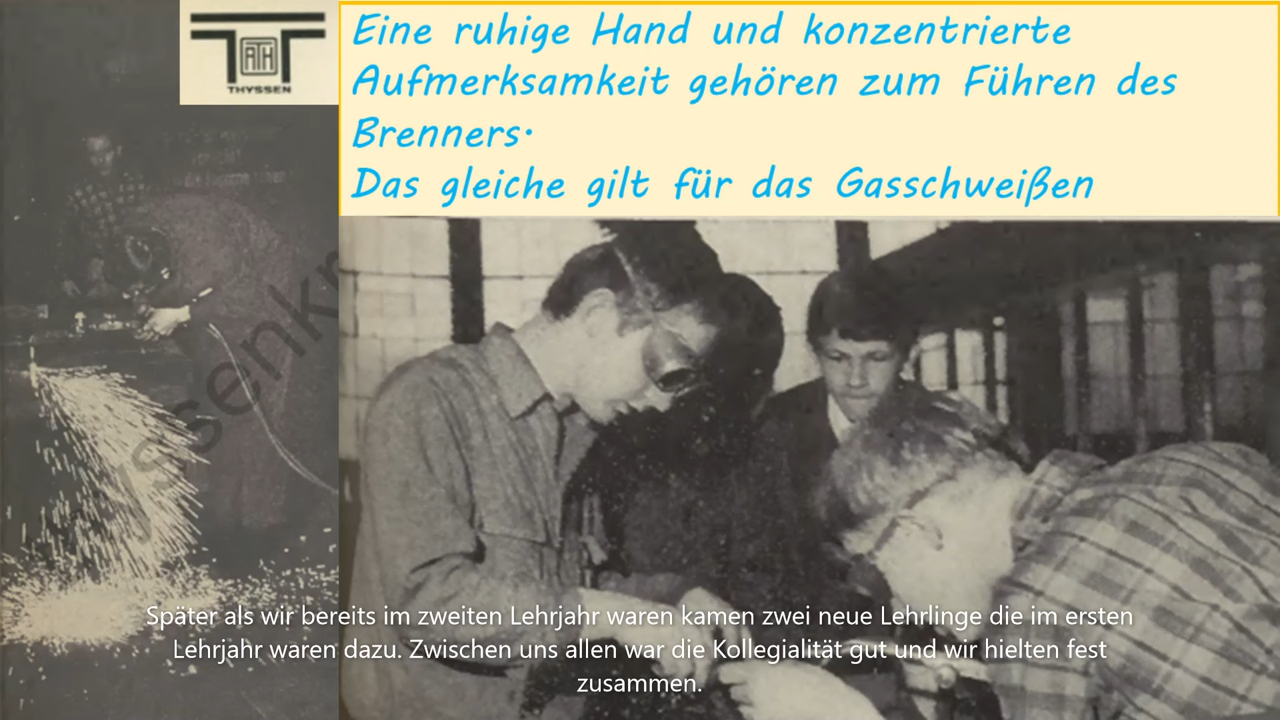 ATH
THYSSEN
Eine ruhige Hand und konzentrierte
Aufmerksamkeit gehören zum Führen des
Brenners.
Das gleiche gilt für das Gasschweißen
ssenkr
Später als wir bereits im zweiten Lehrjahr waren kamen zwei neue Lehrlinge die im ersten
Lehrjahr waren dazu. Zwischen uns allen war die Kollegialität gut und wir hielten fest
zusammen.